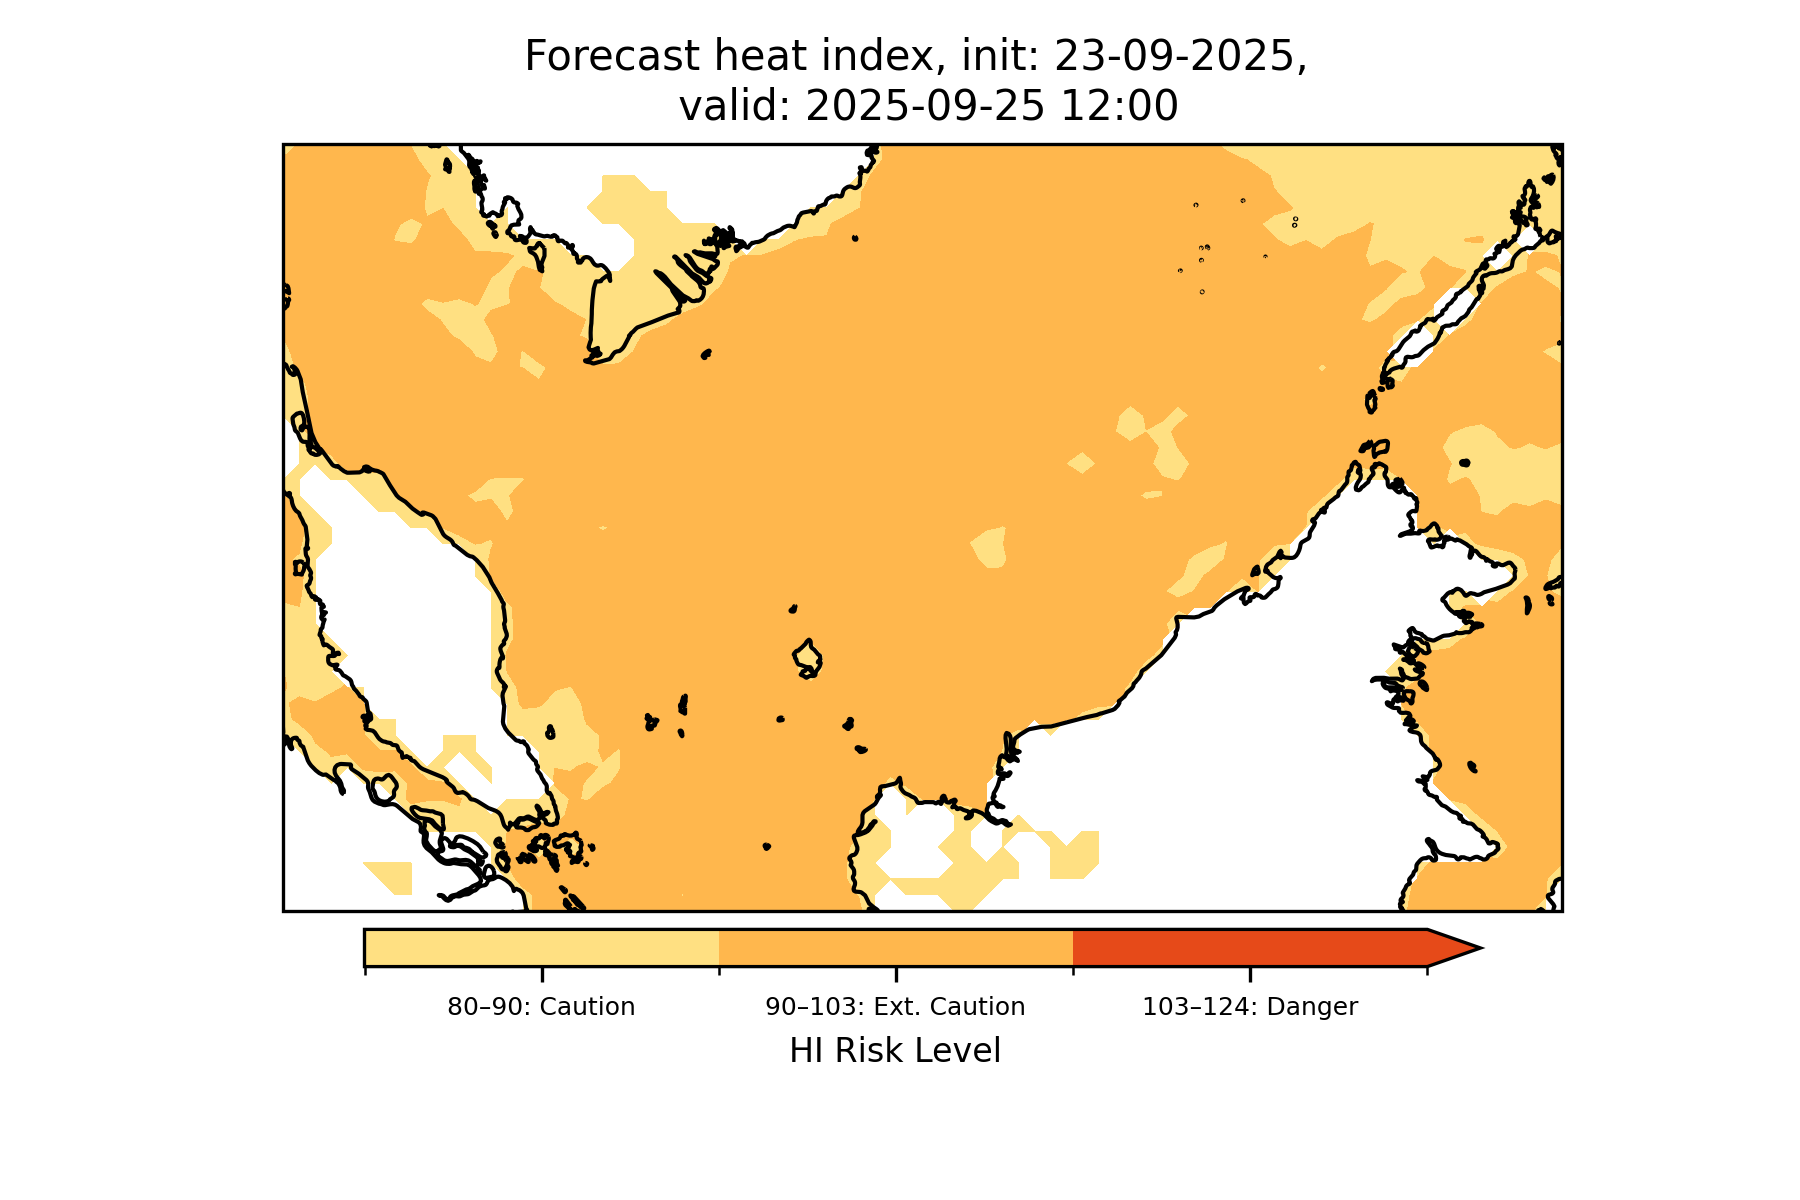 Forecast heat index, init: 23-09-2025,
valid: 2025-09-25 12:00
80–90: Caution
90–103: Ext. Caution
103–124: Danger
HI Risk Level